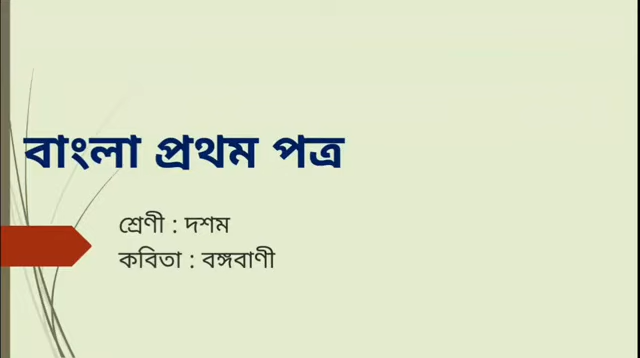 বাংলা প্রথম পত্র
শ্রেণী : দশম
কবিতা : বঙ্গবাণী